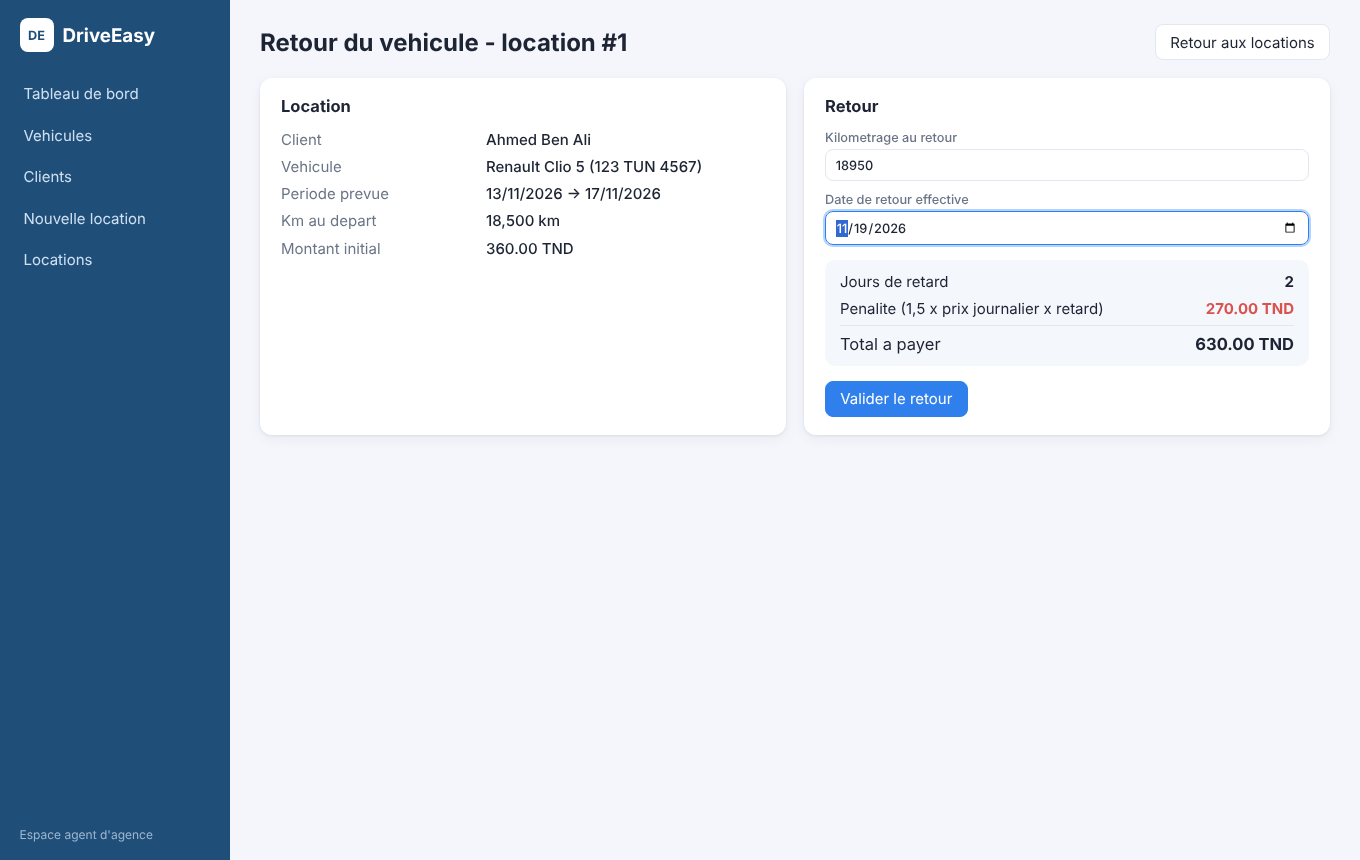 DE DriveEasy
Tableau de bord
Vehicules
Clients
Nouvelle location
Locations
Espace agent d'agence
Retour du vehicule - location #1
Retour aux locations
Location
Client Ahmed Ben Ali
Vehicule Renault Clio 5 (123 TUN 4567)
Periode prevue 13/11/2026 → 17/11/2026
Km au depart 18,500 km
Montant initial 360.00 TND
Retour
Kilometrage au retour
18950
Date de retour effective
11/19/2026
Jours de retard 2
Penalite (1,5 x prix journalier x retard) 270.00 TND
Total a payer 630.00 TND
Valider le retour